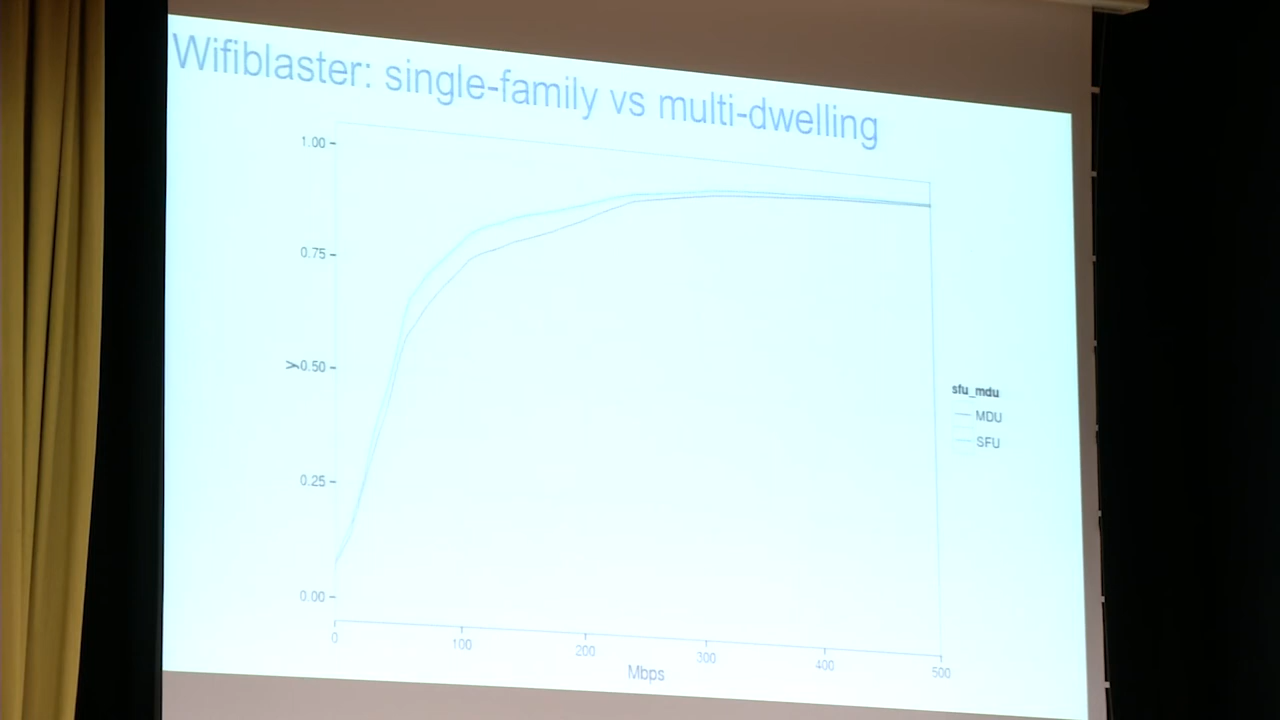 Wifiblaster: single-family vs multi-dwelling
1.00
0.75
0.50
0.25
0.00
y
0
100
200
300
400
500
Mbps
sfu_mdu
MDU
SFU